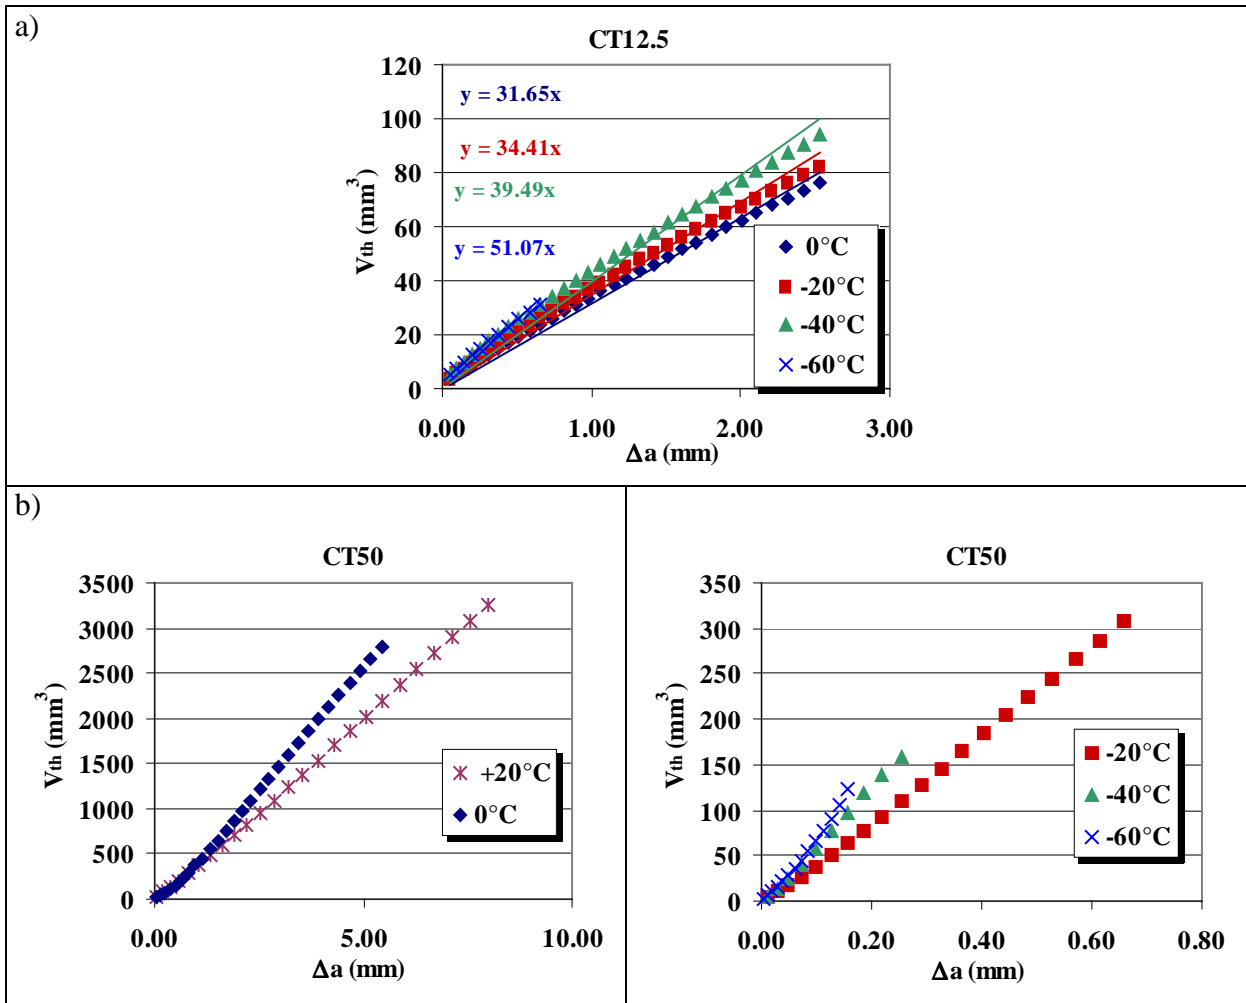 a)
CT12.5
120
100
80
60
40
20
0
Vth (mm³)
y = 31.65x
y = 34.41x
y = 39.49x
y = 51.07x
0°C
-20°C
-40°C
-60°C
0.00 1.00 2.00 3.00
Δa (mm)
b)
CT50
3500
3000
2500
2000
1500
1000
500
0
Vth (mm³)
+20°C
0°C
0.00 5.00 10.00
Δa (mm)
CT50
350
300
250
200
150
100
50
0
Vth (mm³)
-20°C
-40°C
-60°C
0.00 0.20 0.40 0.60 0.80
Δa (mm)